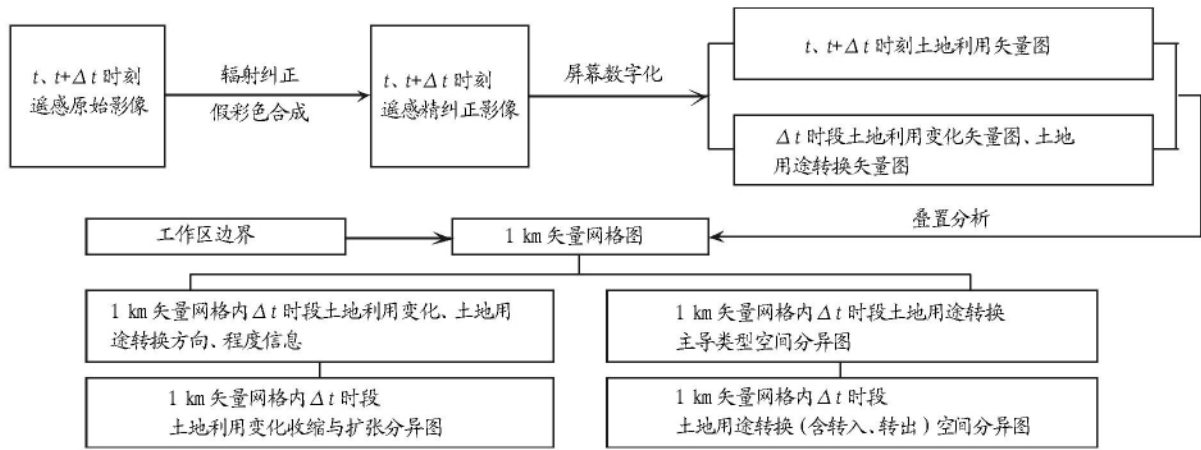 t、t+Δt 时刻
遥感原始影像
辐射纠正
假彩色合成
t、t+Δt 时刻
遥感精纠正影像
屏幕数字化
t、t+Δt 时刻土地利用矢量图
Δt 时段土地利用变化矢量图、土地
用途转换矢量图
叠置分析
工作区边界
1 km 矢量网格图
1 km 矢量网格内 Δt 时段土地利用变化、土地用
途转换方向、程度信息
1 km 矢量网格内 Δt 时段土地用途转换
主导类型空间分异图
1 km 矢量网格内 Δt 时段
土地利用变化收缩与扩张分异图
1 km 矢量网格内 Δt 时段
土地用途转换(含转入、转出)空间分异图